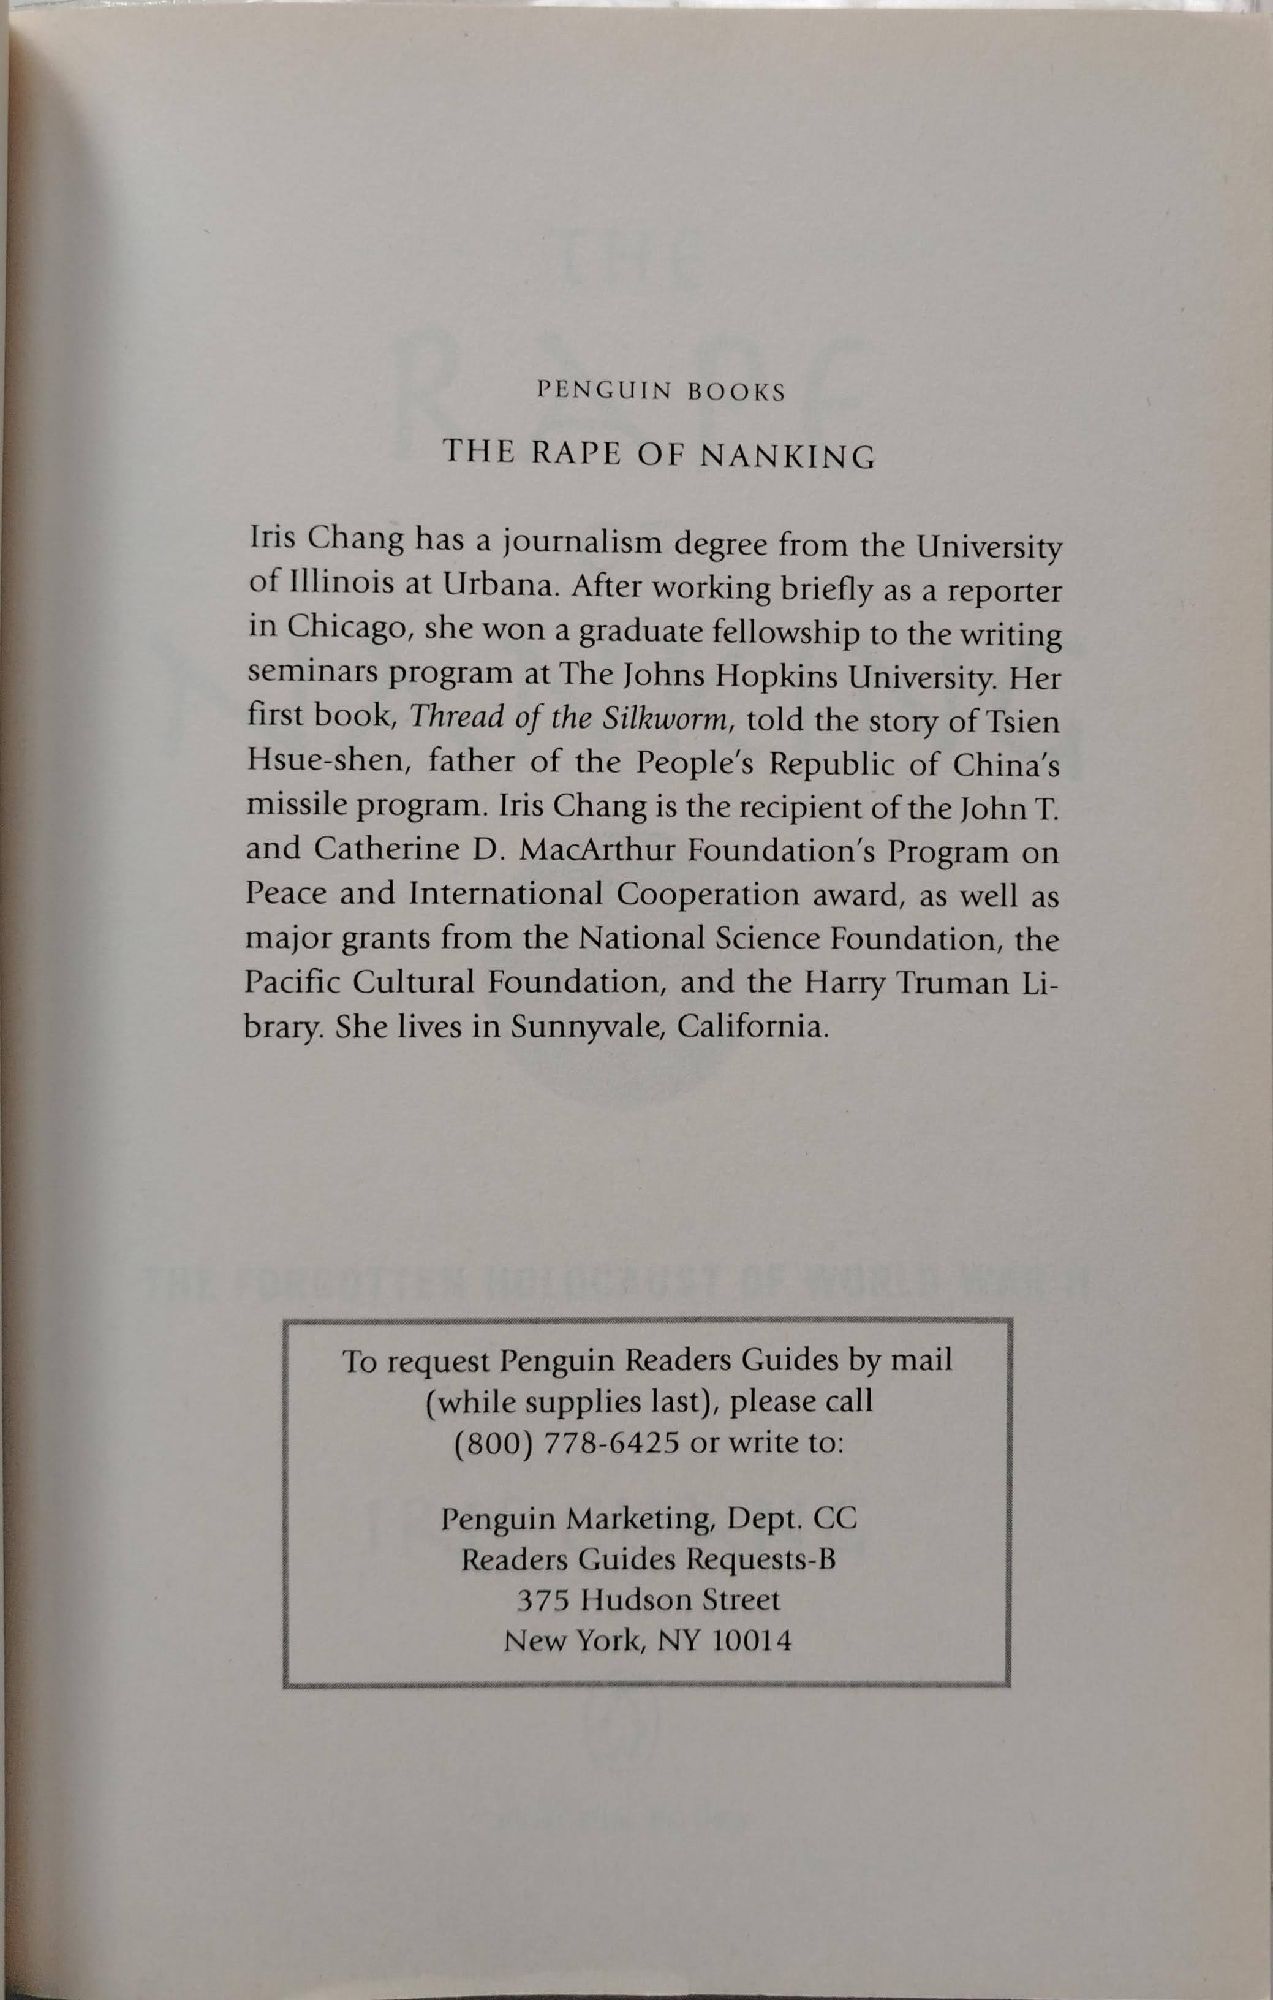 PENGUIN BOOKS
THE RAPE OF NANKING
Iris Chang has a journalism degree from the University
of Illinois at Urbana. After working briefly as a reporter
in Chicago, she won a graduate fellowship to the writing
seminars program at The Johns Hopkins University. Her
first book, Thread of the Silkworm, told the story of Tsien
Hsue-shen, father of the People's Republic of China's
missile program. Iris Chang is the recipient of the John T.
and Catherine D. MacArthur Foundation's Program on
Peace and International Cooperation award, as well as
major grants from the National Science Foundation, the
Pacific Cultural Foundation, and the Harry Truman Li-
brary. She lives in Sunnyvale, California.
THE FORGOTTEN HOLOCAUST OF WORLD WAR II
To request Penguin Readers Guides by mail
(while supplies last), please call
(800) 778-6425 or write to:
Penguin Marketing, Dept. CC
Readers Guides Requests-B
375 Hudson Street
New York, NY 10014